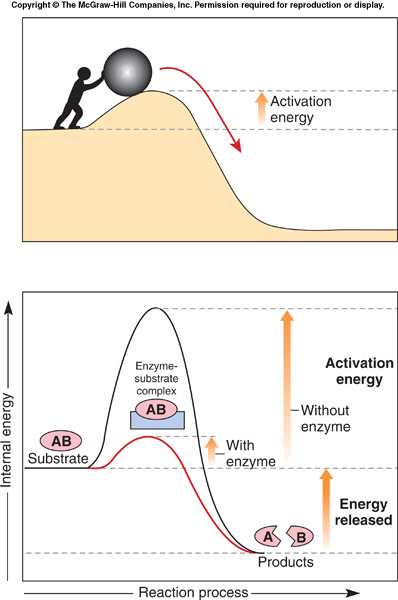 Copyright © The McGraw-Hill Companies, Inc. Permission required for reproduction or display.
Activation
energy
Internal energy
Enzyme-
substrate
complex
AB
AB
Substrate
Activation
energy
Without
enzyme
With
enzyme
Energy
released
A
B
Products
Reaction process